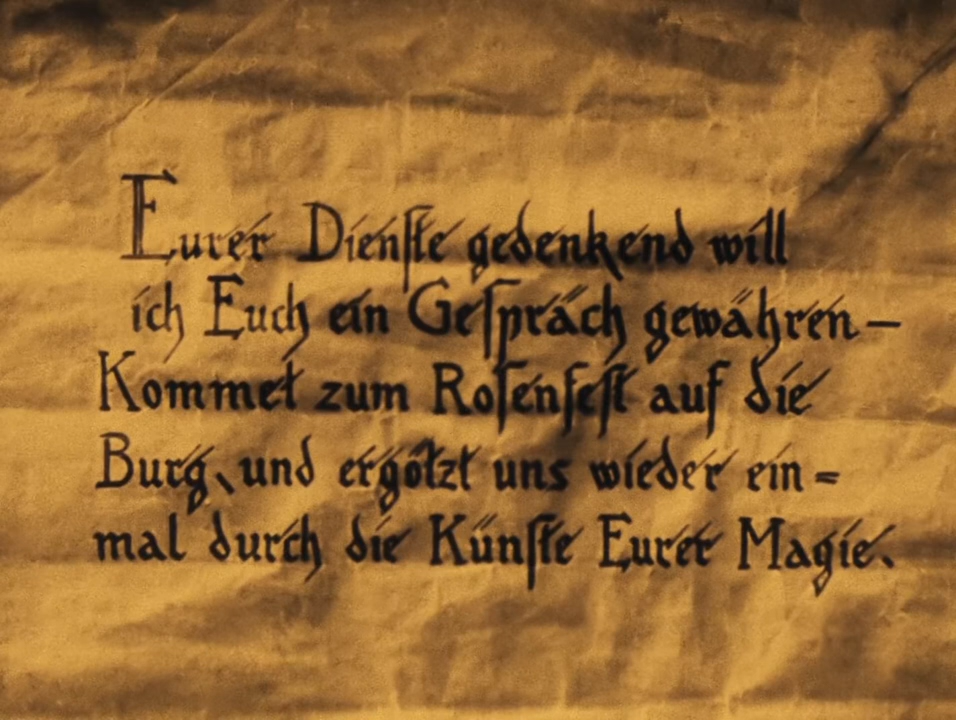 Eurer Dienſte gedenkend will
ich Euch ein Geſpräch gewähren —
Kommet zum Roſenfeſt auf die
Burg, und ergötzt uns wieder ein=
mal durch die Künſte Eurer Magie.